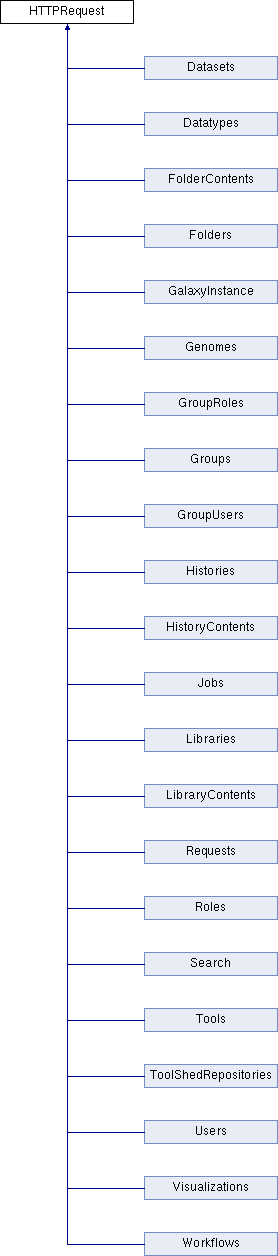 HTTPRequest
Datasets
Datatypes
FolderContents
Folders
GalaxyInstance
Genomes
GroupRoles
Groups
GroupUsers
Histories
HistoryContents
Jobs
Libraries
LibraryContents
Requests
Roles
Search
Tools
ToolShedRepositories
Users
Visualizations
Workflows